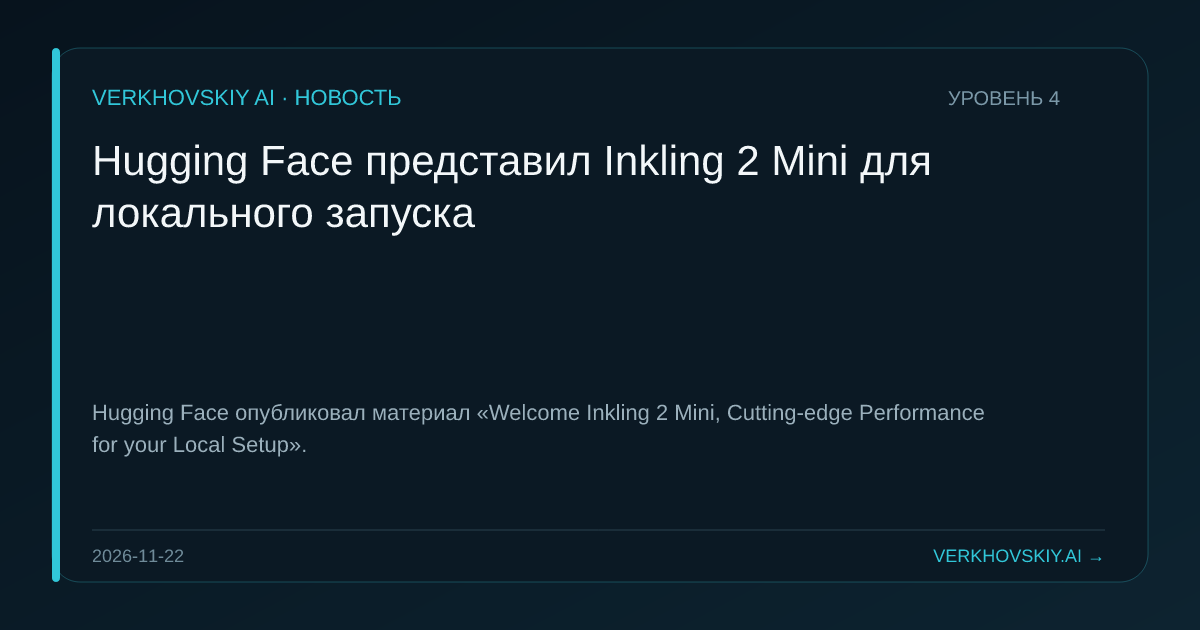 VERKHOVSKIY AI · НОВОСТЬ
УРОВЕНЬ 4
Hugging Face представил Inkling 2 Mini для
локального запуска
Hugging Face опубликовал материал «Welcome Inkling 2 Mini, Cutting-edge Performance
for your Local Setup».
2026-11-22
VERKHOVSKIY.AI →